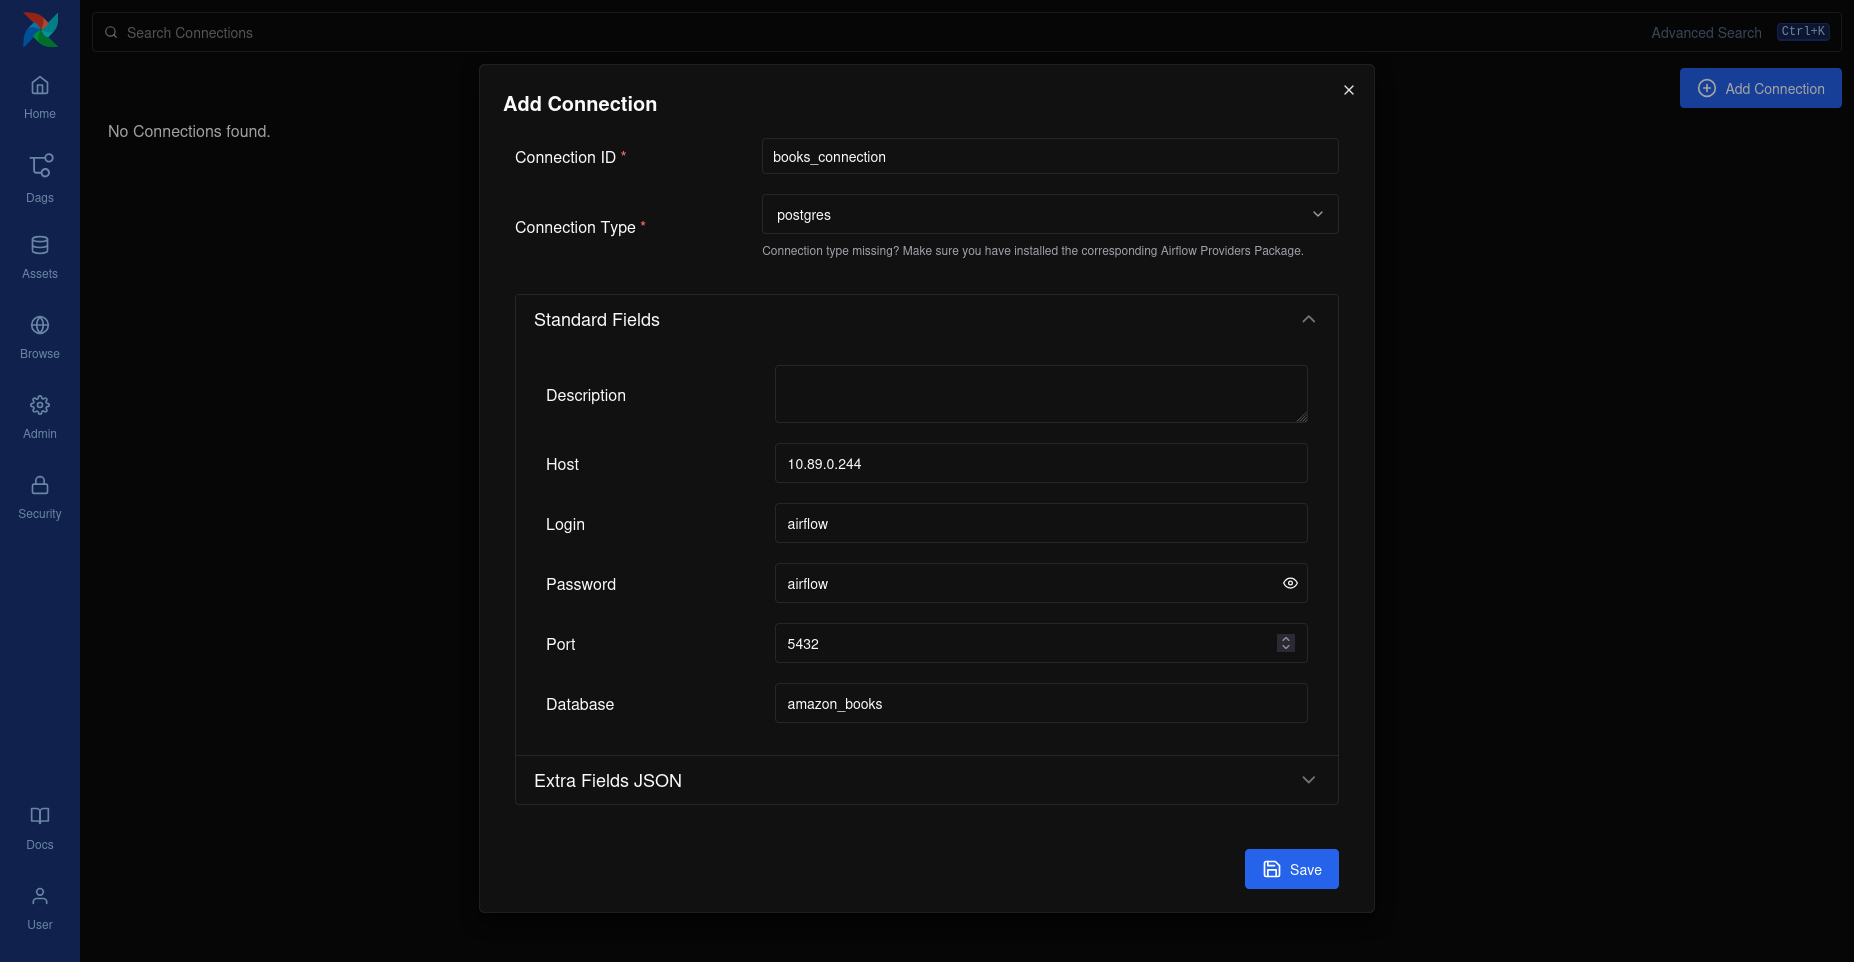 Search Connections
Advanced Search Ctrl+K
Home
Dags
Assets
Browse
Admin
Security
Docs
User
Add Connection
No Connections found.
Add Connection
Connection ID * books_connection
Connection Type * postgres
Connection type missing? Make sure you have installed the corresponding Airflow Providers Package.
Standard Fields
Description
Host 10.89.0.244
Login airflow
Password airflow
Port 5432
Database amazon_books
Extra Fields JSON
Save